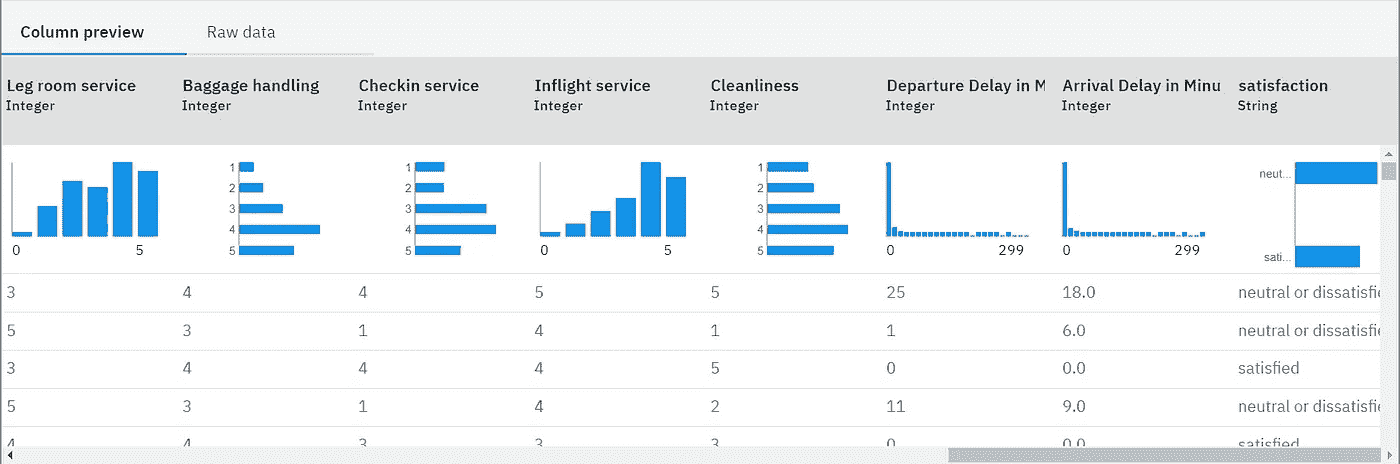 Column preview Raw data
Leg room service Baggage handling Checkin service Inflight service Cleanliness Departure Delay in M Arrival Delay in Minu satisfaction
Integer Integer Integer Integer Integer Integer Integer String
1 1 1 neut...
2 2 2
3 3 3
4 4 4
5 5 5 sati...
0 5 0 5 0 299 0 299
3 4 4 5 5 25 18.0 neutral or dissatisfie
5 3 1 4 1 1 6.0 neutral or dissatisfie
3 4 4 4 5 0 0.0 satisfied
5 3 1 4 2 11 9.0 neutral or dissatisfie
4 4 3 3 3 0 0.0 satisfied